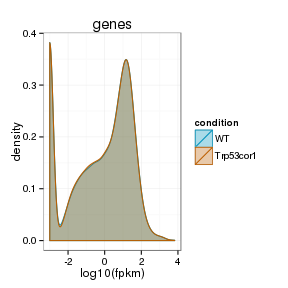 genes
0.4
0.3
0.2
0.1
0.0
density
-2 0 2 4
log10(fpkm)
condition
WT
Trp53cor1